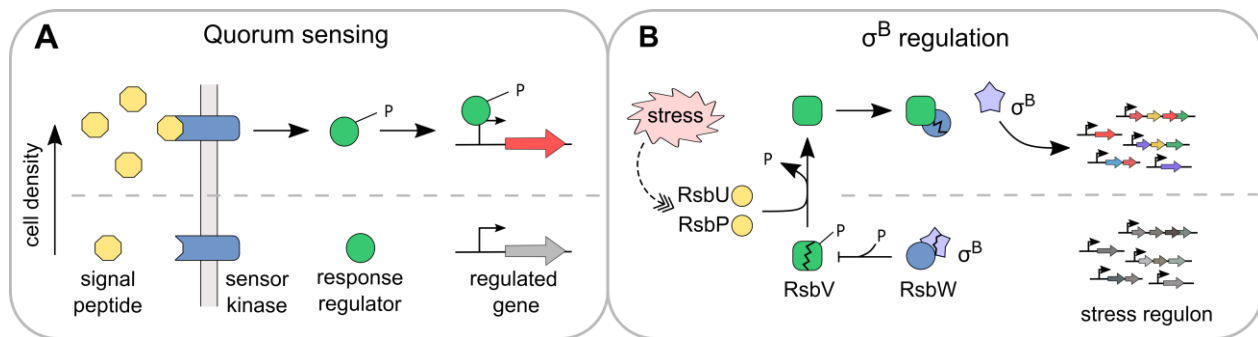 A
Quorum sensing
P
P
cell density
signal
peptide
sensor
kinase
response
regulator
regulated
gene
B
σᴮ regulation
stress
σᴮ
P
RsbU
RsbP
P
P
σᴮ
RsbV
RsbW
stress regulon